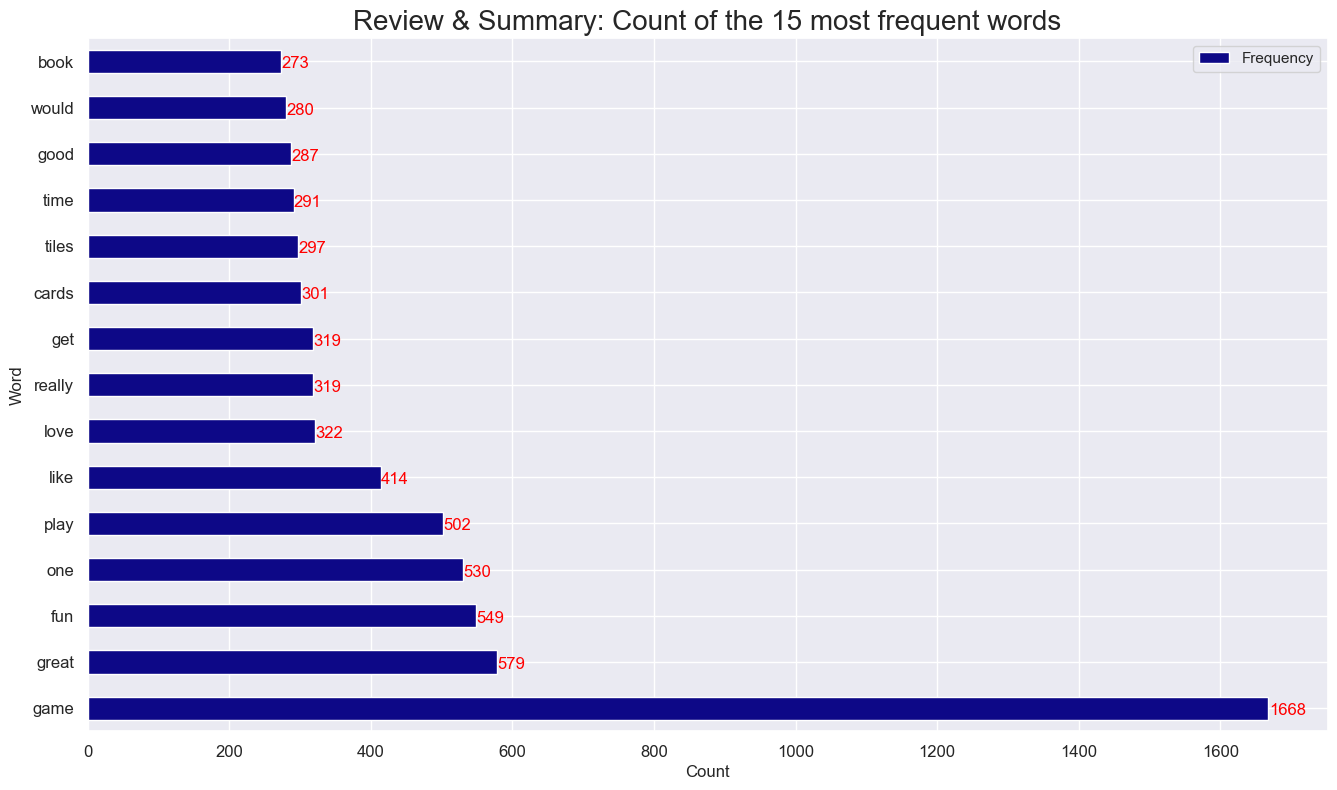 Review & Summary: Count of the 15 most frequent words
Frequency
Word
book 273
would 280
good 287
time 291
tiles 297
cards 301
get 319
really 319
love 322
like 414
play 502
one 530
fun 549
great 579
game 1668
0 200 400 600 800 1000 1200 1400 1600
Count